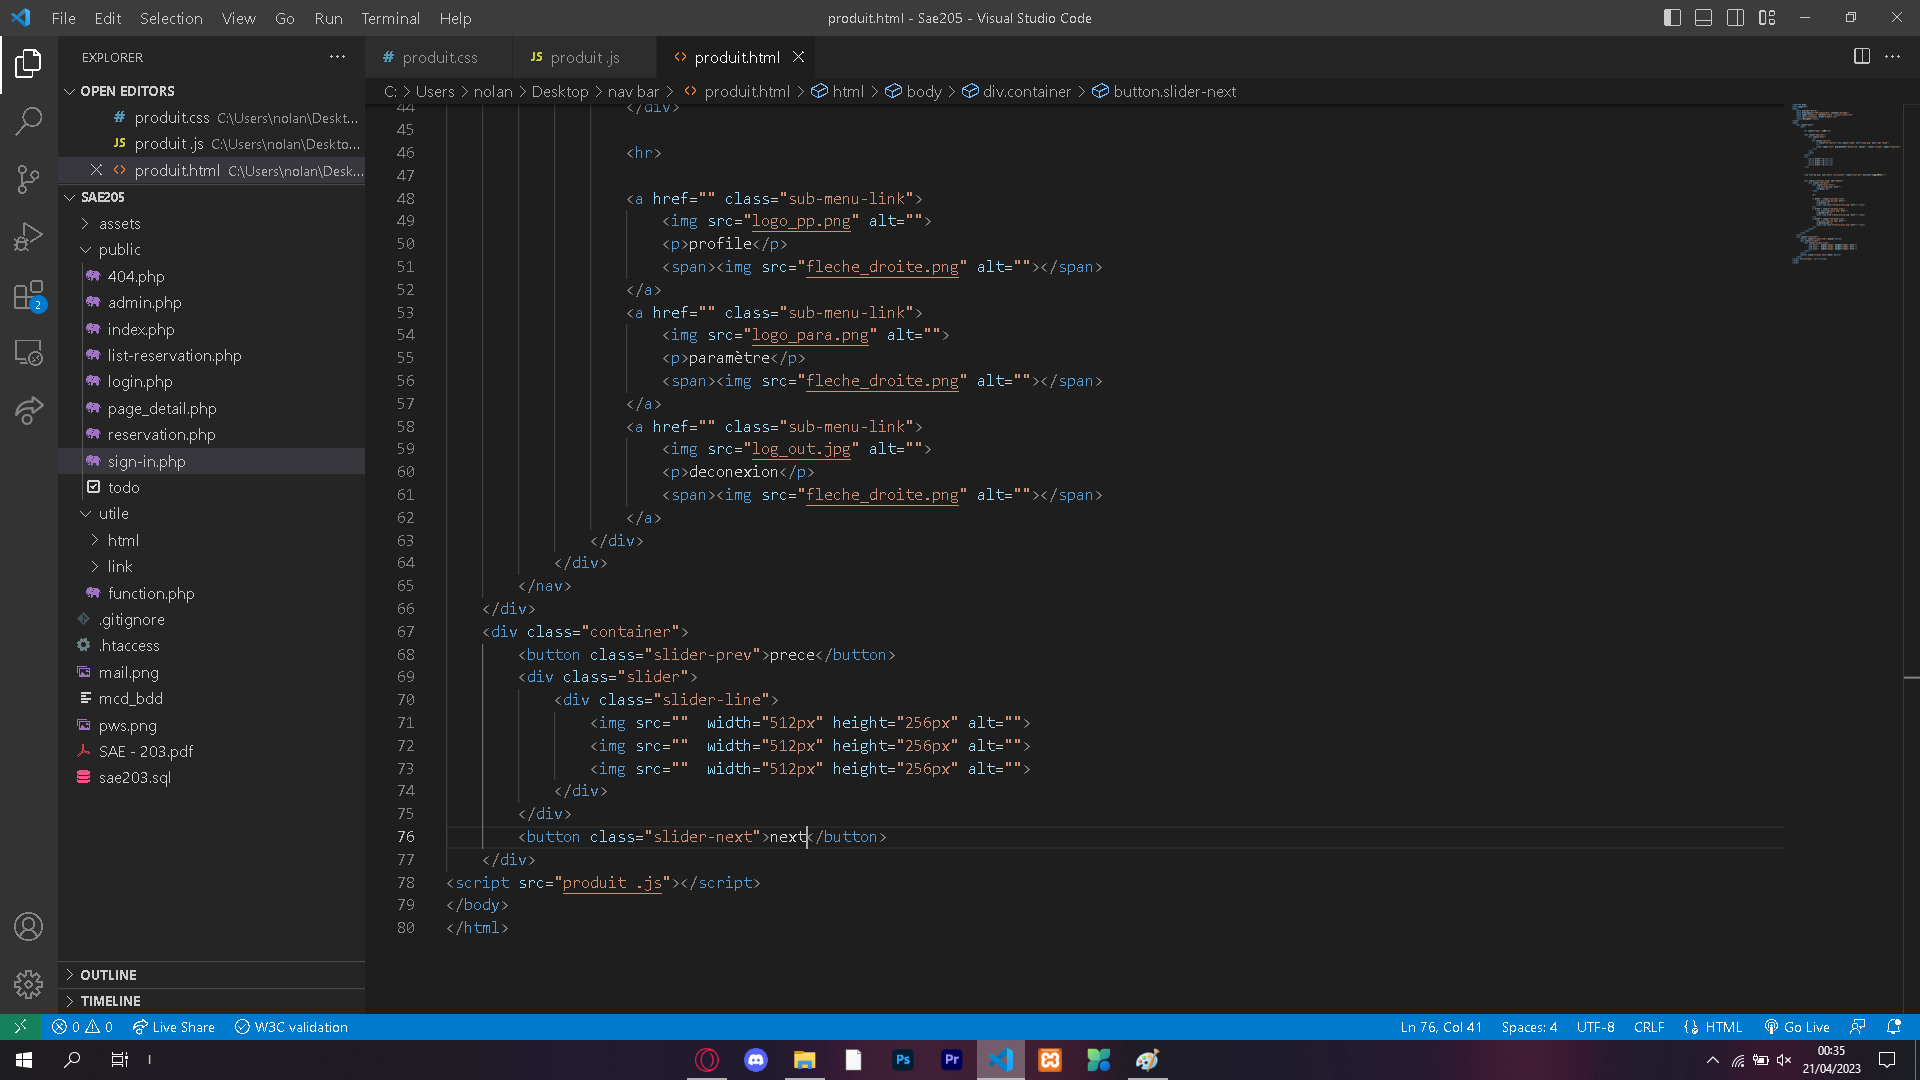 File Edit Selection View Go Run Terminal Help
produit.html - Sae205 - Visual Studio Code
EXPLORER
OPEN EDITORS
# produit.css C:\Users\nolan\Deskt...
JS produit .js C:\Users\nolan\Deskto...
produit.html C:\Users\nolan\Desk...
SAE205
assets
public
404.php
admin.php
index.php
list-reservation.php
login.php
page_detail.php
reservation.php
sign-in.php
todo
utile
html
link
function.php
.gitignore
.htaccess
mail.png
mcd_bdd
pws.png
SAE - 203.pdf
sae203.sql
OUTLINE
TIMELINE
2
# produit.css
JS produit .js
<> produit.html
C: > Users > nolan > Desktop > nav bar > <> produit.html > html > body > div.container > button.slider-next
44 </div>
45
46 <hr>
47
48 <a href="" class="sub-menu-link">
49 <img src="logo_pp.png" alt="">
50 <p>profile</p>
51 <span><img src="fleche_droite.png" alt=""></span>
52 </a>
53 <a href="" class="sub-menu-link">
54 <img src="logo_para.png" alt="">
55 <p>paramètre</p>
56 <span><img src="fleche_droite.png" alt=""></span>
57 </a>
58 <a href="" class="sub-menu-link">
59 <img src="log_out.jpg" alt="">
60 <p>deconexion</p>
61 <span><img src="fleche_droite.png" alt=""></span>
62 </a>
63 </div>
64 </div>
65 </nav>
66 </div>
67 <div class="container">
68 <button class="slider-prev">prece</button>
69 <div class="slider">
70 <div class="slider-line">
71 <img src=""  width="512px" height="256px" alt="">
72 <img src=""  width="512px" height="256px" alt="">
73 <img src=""  width="512px" height="256px" alt="">
74 </div>
75 </div>
76 <button class="slider-next">next</button>
77 </div>
78 <script src="produit .js"></script>
79 </body>
80 </html>
0 0 Live Share W3C validation
Ln 76, Col 41 Spaces: 4 UTF-8 CRLF HTML Go Live
Ps Pr
00:35
21/04/2023